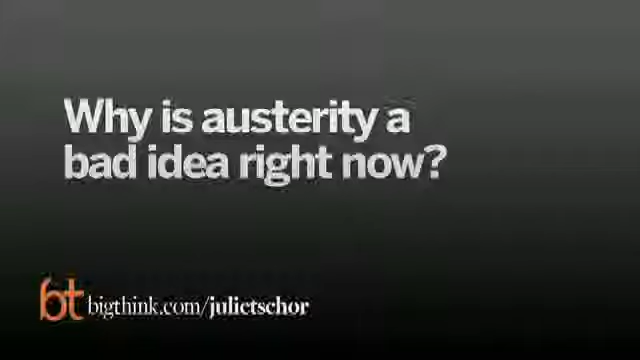 Why is austerity a
bad idea right now?
bt bigthink.com/julietschor